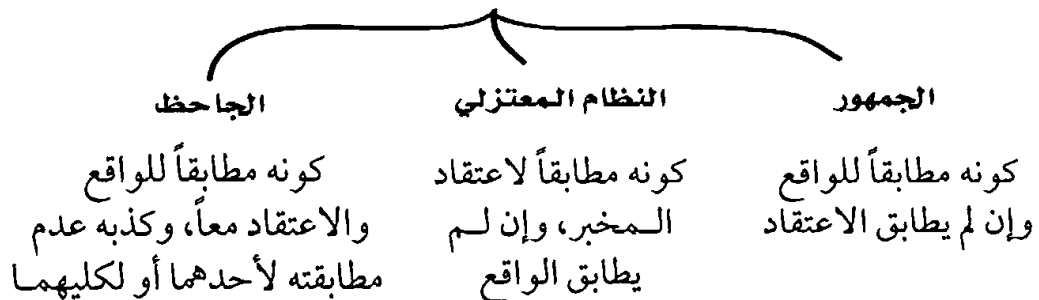 الجمهور
كونه مطابقاً للواقع
وإن لم يطابق الاعتقاد
النظام المعتزلي
كونه مطابقاً لاعتقاد
المخبر، وإن لم
يطابق الواقع
الجاحظ
كونه مطابقاً للواقع
والاعتقاد معاً، وكذبه عدم
مطابقته لأحدهما أو لكليهما